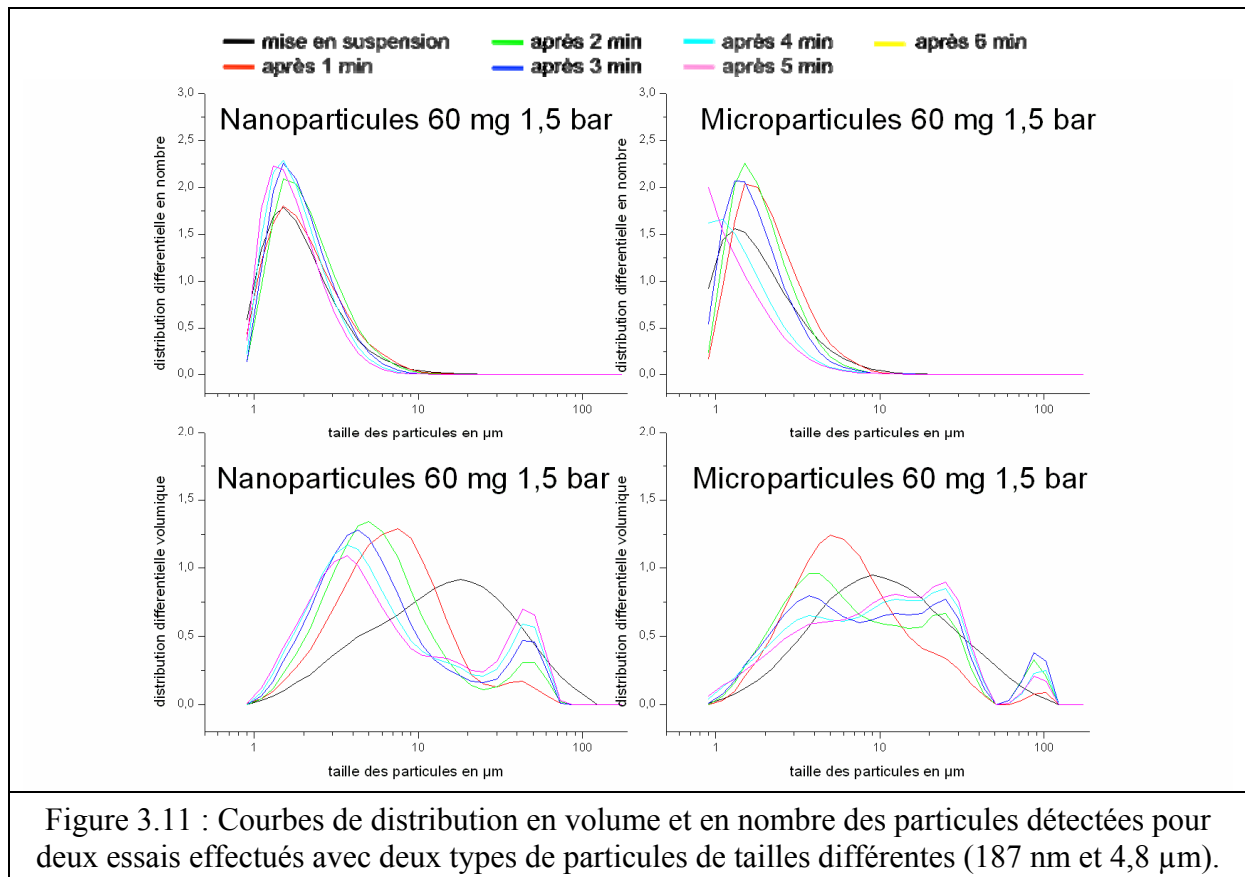 mise en suspension après 2 min après 4 min après 6 min
après 1 min après 3 min après 5 min
Nanoparticules 60 mg 1,5 bar
distribution differentielle en nombre
3,0
2,5
2,0
1,5
1,0
0,5
0,0
1 10 100
taille des particules en µm
Microparticules 60 mg 1,5 bar
distribution differentielle en nombre
3,0
2,5
2,0
1,5
1,0
0,5
0,0
1 10 100
taille des particules en µm
Nanoparticules 60 mg 1,5 bar
distribution differentielle volumique
2,0
1,5
1,0
0,5
0,0
1 10 100
taille des particules en µm
Microparticules 60 mg 1,5 bar
distribution differentielle volumique
2,0
1,5
1,0
0,5
0,0
1 10 100
taille des particules en µm
Figure 3.11 : Courbes de distribution en volume et en nombre des particules détectées pour
deux essais effectués avec deux types de particules de tailles différentes (187 nm et 4,8 µm).